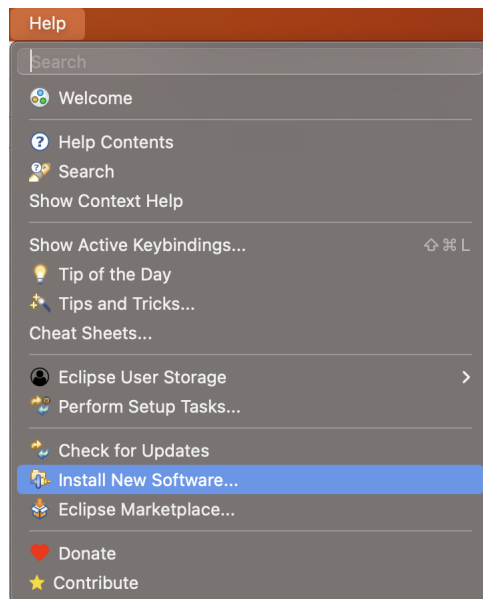 Help
Search
Welcome
Help Contents
Search
Show Context Help
Show Active Keybindings... ⇧⌘L
Tip of the Day
Tips and Tricks...
Cheat Sheets...
Eclipse User Storage
Perform Setup Tasks...
Check for Updates
Install New Software...
Eclipse Marketplace...
Donate
Contribute